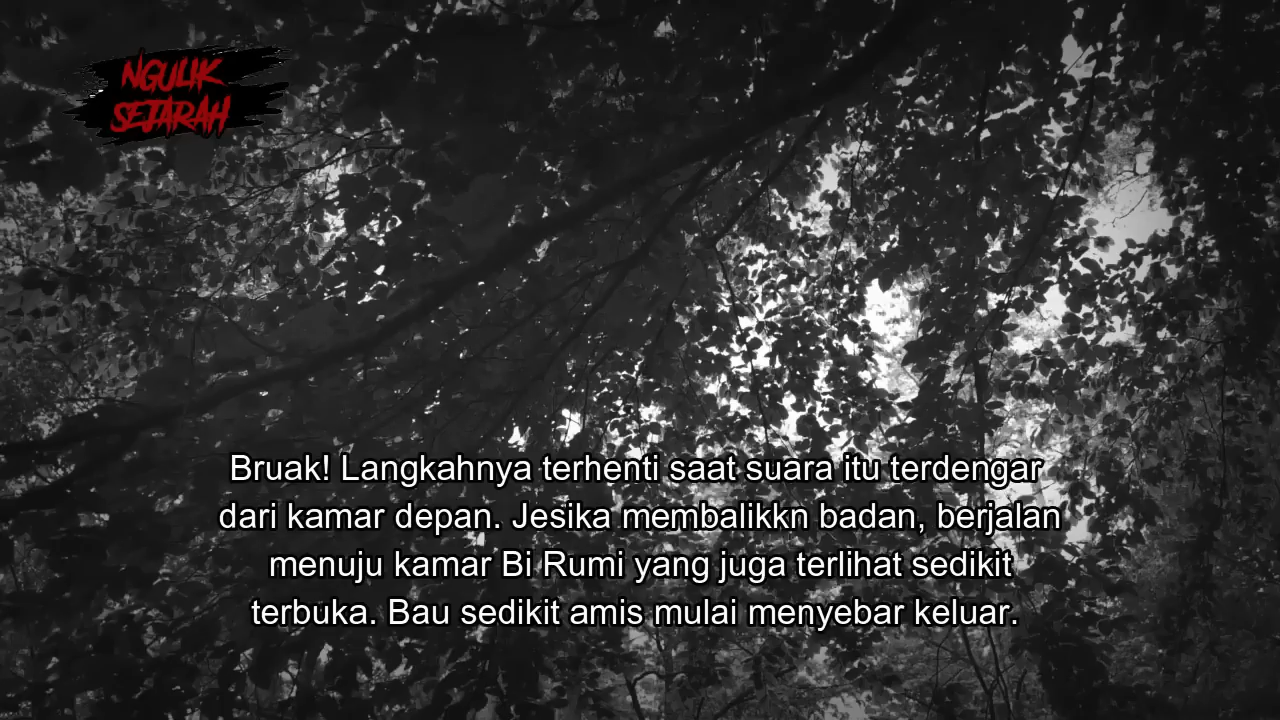 NGULIK
SEJARAH
Bruak! Langkahnya terhenti saat suara itu terdengar
dari kamar depan. Jesika membalikkn badan, berjalan
menuju kamar Bi Rumi yang juga terlihat sedikit
terbuka. Bau sedikit amis mulai menyebar keluar.